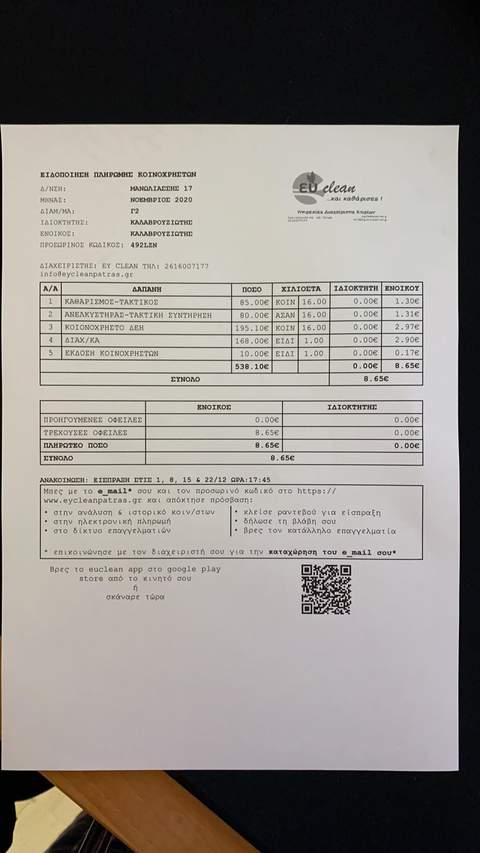 ΕΙΔΟΠΟΙΗΣΗ ΠΛΗΡΩΜΗΣ ΚΟΙΝΟΧΡΗΣΤΩΝ
Δ/ΝΣΗ: ΜΑΝΩΛΙΑΣΣΗΣ 17
ΜΗΝΑΣ: ΝΟΕΜΒΡΙΟΣ 2020
ΔΙΑΜ/ΜΑ: Γ2
ΙΔΙΟΚΤΗΤΗΣ: ΚΑΛΑΒΡΟΥΖΙΩΤΗΣ
ΕΝΟΙΚΟΣ: ΚΑΛΑΒΡΟΥΖΙΩΤΗΣ
ΠΡΟΣΩΡΙΝΟΣ ΚΩΔΙΚΟΣ: 492LZN
EU clean
...και καθάρισες !
Υπηρεσίες Διαχείρισης Κτιρίων
ΔΙΑΧΕΙΡΙΣΤΗΣ: ΕΥ CLEAN ΤΗΛ: 2616007177
info@eycleanpatras.gr
Α/Α ΔΑΠΑΝΗ ΠΟΣΟ ΧΙΛΙΟΣΤΑ ΙΔΙΟΚΤΗΤΗ ΕΝΟΙΚΟΥ
1 ΚΑΘΑΡΙΣΜΟΣ-ΤΑΚΤΙΚΟΣ 85.00€ ΚΟΙΝ 16.00 0.00€ 1.30€
2 ΑΝΕΛΚΥΣΤΗΡΑΣ-ΤΑΚΤΙΚΗ ΣΥΝΤΗΡΗΣΗ 80.00€ ΑΣΑΝ 16.00 0.00€ 1.31€
3 ΚΟΙΟΝΟΧΡΗΣΤΟ ΔΕΗ 195.10€ ΚΟΙΝ 16.00 0.00€ 2.97€
4 ΔΙΑΧ/ΚΑ 168.00€ ΕΙΔΙ 1.00 0.00€ 2.90€
5 ΕΚΔΟΣΗ ΚΟΙΝΟΧΡΗΣΤΩΝ 10.00€ ΕΙΔΙ 1.00 0.00€ 0.17€
538.10€ 0.00€ 8.65€
ΣΥΝΟΛΟ 8.65€
ΕΝΟΙΚΟΣ ΙΔΙΟΚΤΗΤΗΣ
ΠΡΟΗΓΟΥΜΕΝΕΣ ΟΦΕΙΛΕΣ 0.00€ 0.00€
ΤΡΕΧΟΥΣΕΣ ΟΦΕΙΛΕΣ 8.65€ 0.00€
ΠΛΗΡΩΤΕΟ ΠΟΣΟ 8.65€ 0.00€
ΣΥΝΟΛΟ 8.65€
ΑΝΑΚΟΙΝΩΣΗ: ΕΙΣΠΡΑΞΗ ΣΤΙΣ 1, 8, 15 & 22/12 ΩΡΑ:17:45
Μπες με το e_mail* σου και τον προσωρινό κωδικό στο https://
www.eycleanpatras.gr και απόκτησε πρόσβαση:
• στην ανάλυση & ιστορικό κοιν/στων
• στην ηλεκτρονική πληρωμή
• στο δίκτυο επαγγελματιών
• κλείσε ραντεβού για είσπραξη
• δήλωσε τη βλάβη σου
• βρες τον κατάλληλο επαγγελματία
* επικοινώνησε με τον διαχειριστή σου για την καταχώρηση του e_mail σου*
Βρες το euclean app στο google play
store από το κινητό σου
ή
σκάναρε τώρα